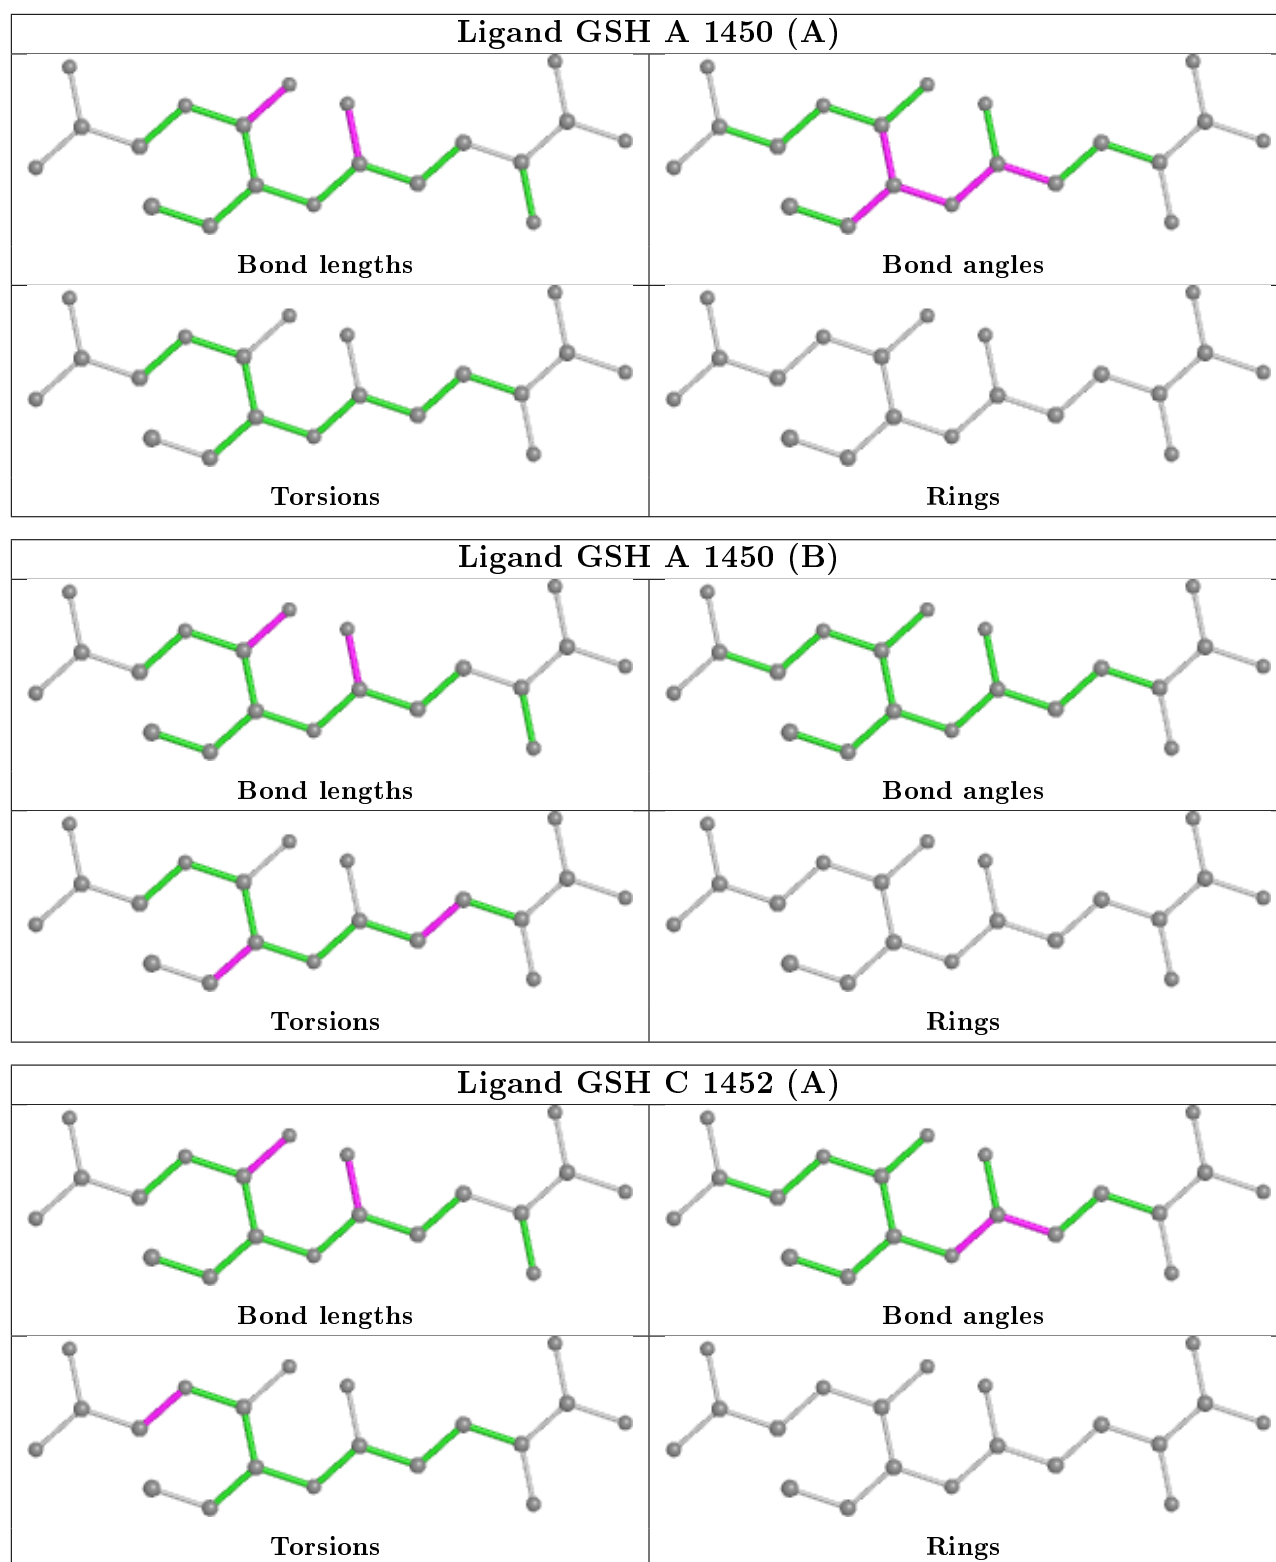 Ligand GSH A 1450 (A)
Bond lengths
Bond angles
Torsions
Rings
Ligand GSH A 1450 (B)
Bond lengths
Bond angles
Torsions
Rings
Ligand GSH C 1452 (A)
Bond lengths
Bond angles
Torsions
Rings